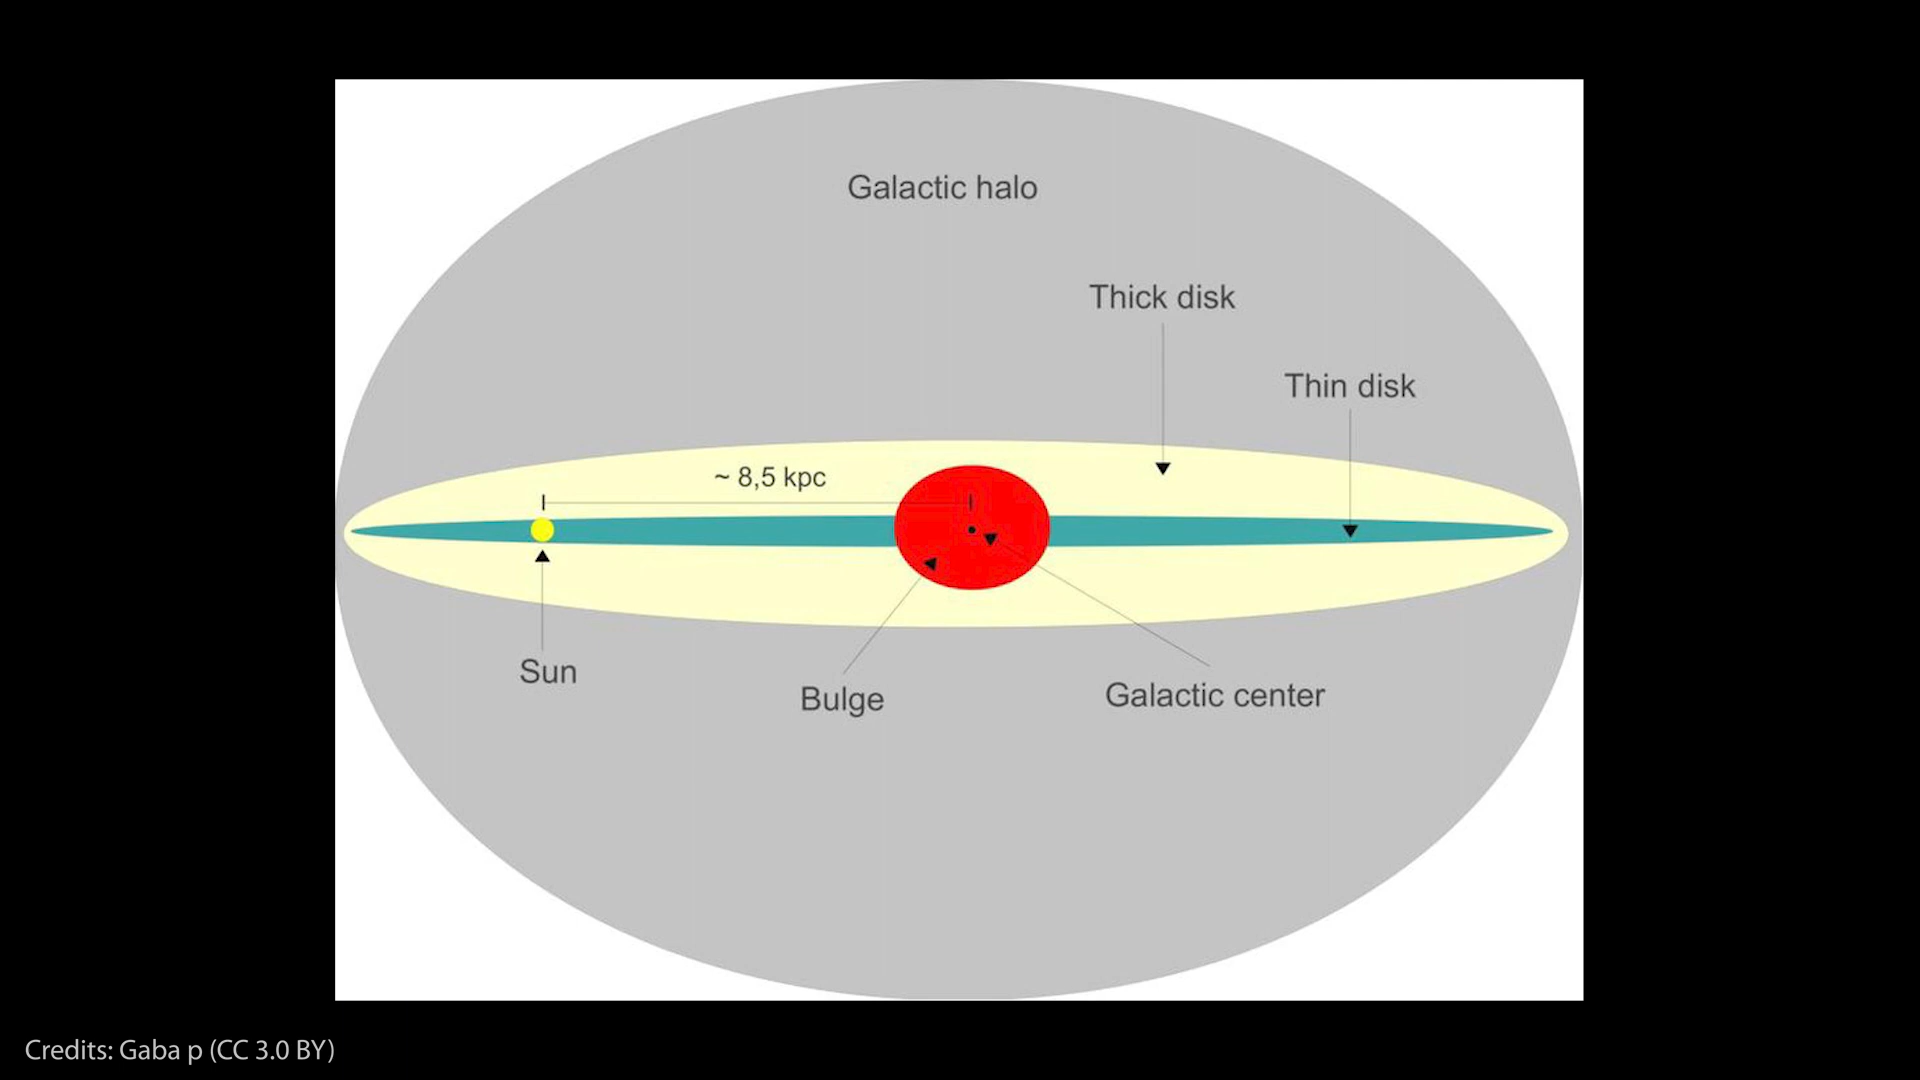 Galactic halo
Thick disk
Thin disk
~ 8,5 kpc
Sun
Bulge
Galactic center
Credits: Gaba p (CC 3.0 BY)